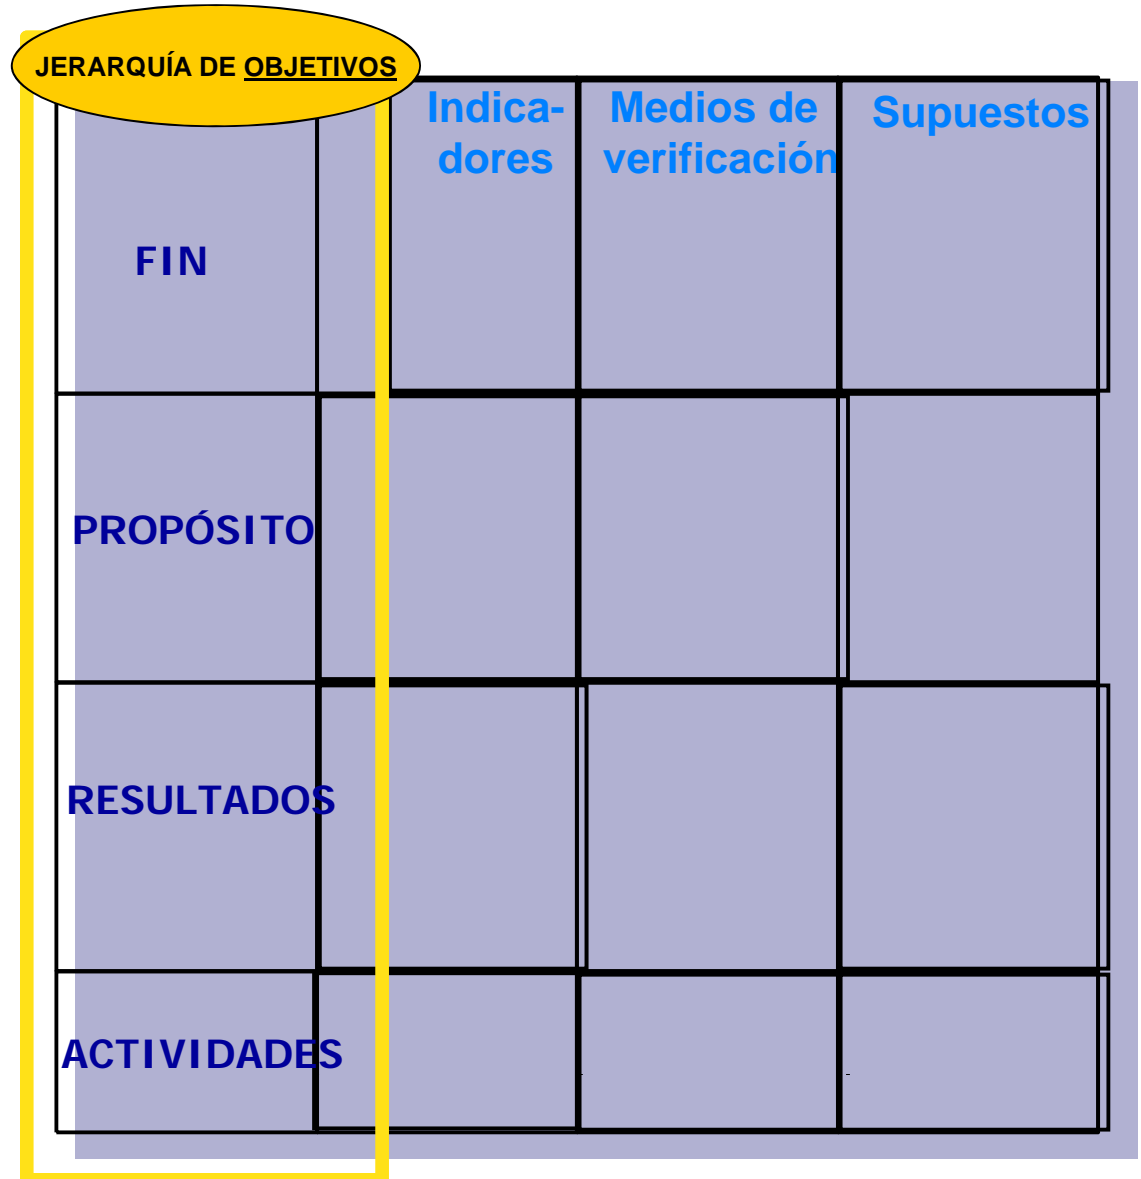 JERARQUÍA DE OBJETIVOS
Indica-
dores
Medios de
verificación
Supuestos
FIN
PROPÓSITO
RESULTADOS
ACTIVIDADES